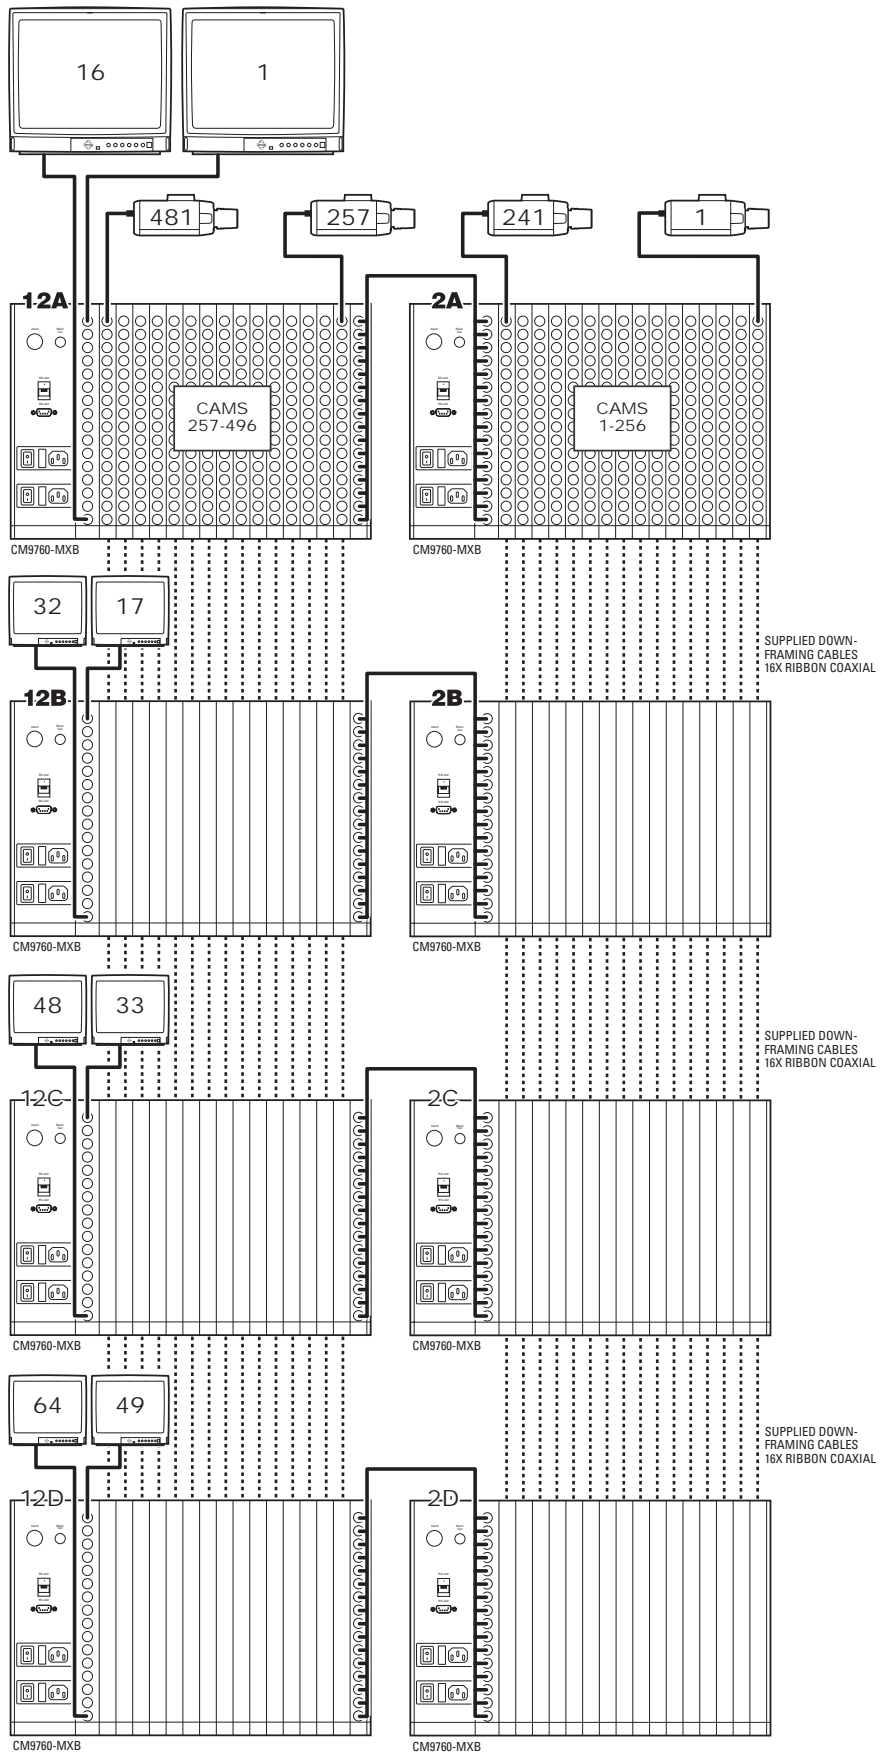 16
1
481
257
241
1
12A
2A
CAMS
257-496
CAMS
1-256
CM9760-MXB
CM9760-MXB
32
17
SUPPLIED DOWN-
FRAMING CABLES
16X RIBBON COAXIAL
12B
2B
CM9760-MXB
CM9760-MXB
48
33
SUPPLIED DOWN-
FRAMING CABLES
16X RIBBON COAXIAL
12C
2C
CM9760-MXB
CM9760-MXB
64
49
SUPPLIED DOWN-
FRAMING CABLES
16X RIBBON COAXIAL
12D
2D
CM9760-MXB
CM9760-MXB